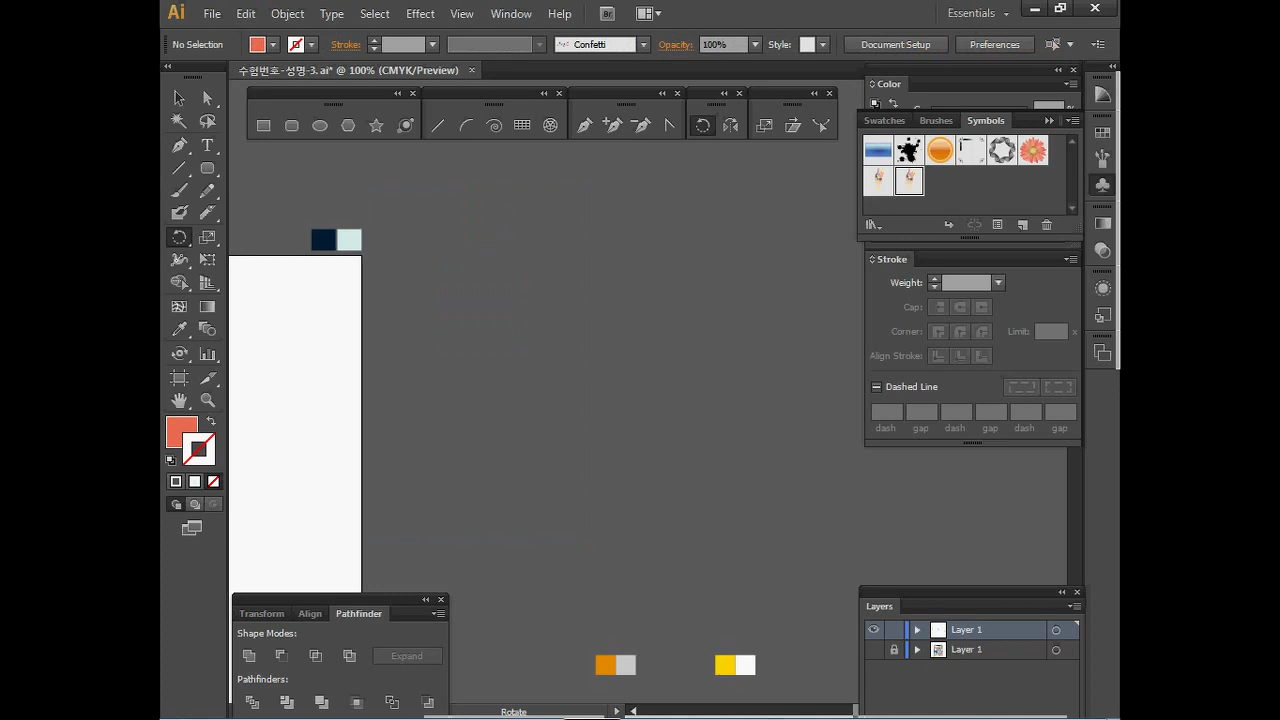 Ai File Edit Object Type Select Effect View Window Help Br Essentials
No Selection Stroke: Confetti Opacity: 100% Style: Document Setup Preferences
수험번호-성명-3.ai* @ 100% (CMYK/Preview)
Color
Swatches Brushes Symbols
Stroke
Weight:
Cap:
Corner: Limit: x
Align Stroke:
Dashed Line
dash gap dash gap dash gap
Transform Align Pathfinder
Shape Modes:
Expand
Pathfinders:
Layers
Layer 1
Layer 1
Rotate